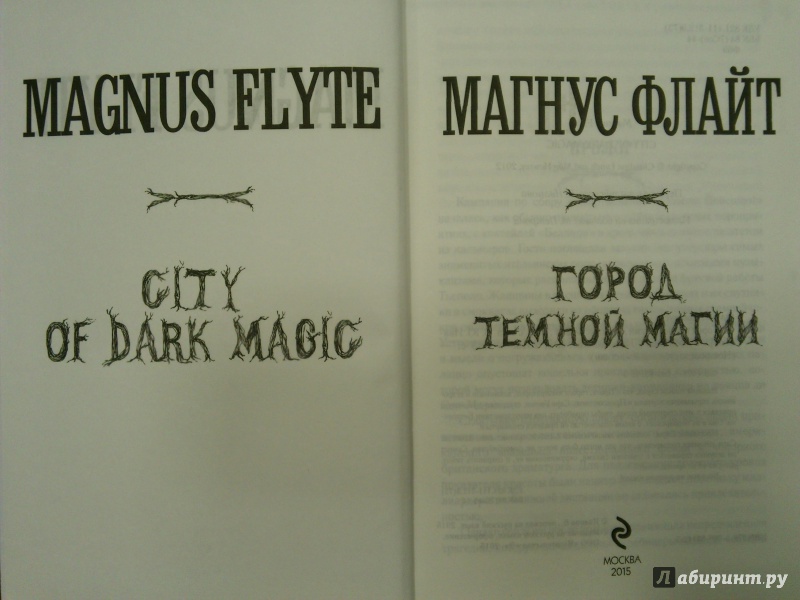 MAGNUS FLYTE
CITY
OF DARK MAGIC
МАГНУС ФЛАЙТ
ГОРОД
ТЕМНОЙ МАГИИ
МОСКВА
2015
Лабиринт.ру